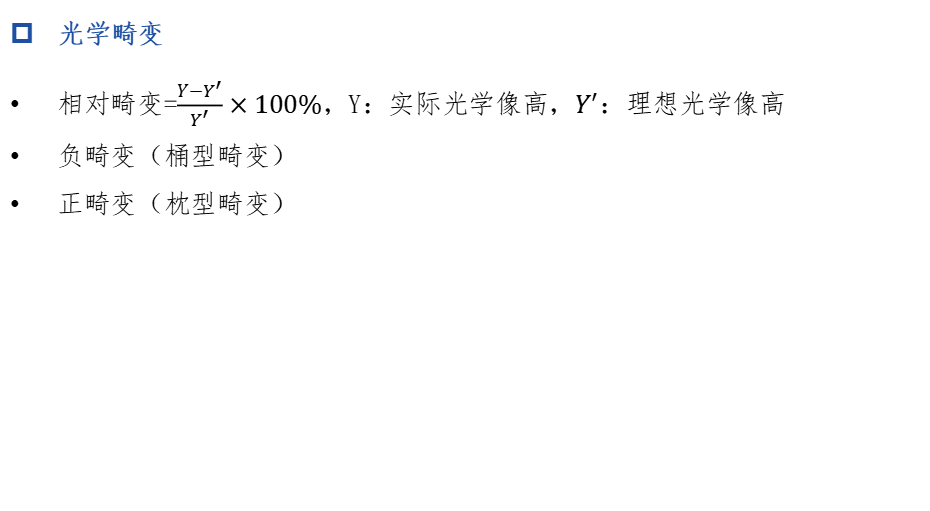 光学畸变
• 相对畸变=\frac{Y-Y'}{Y'}×100%，Y：实际光学像高，Y'：理想光学像高
• 负畸变（桶型畸变）
• 正畸变（枕型畸变）